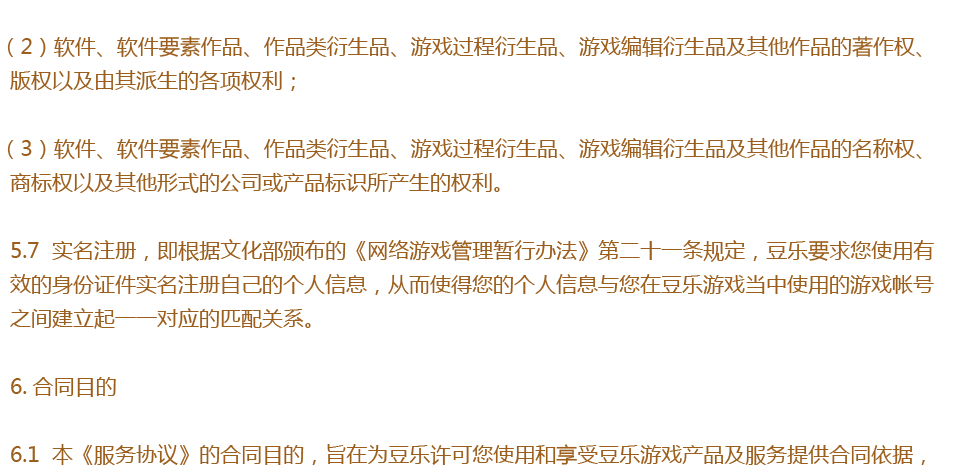 （2）软件、软件要素作品、作品类衍生品、游戏过程衍生品、游戏编辑衍生品及其他作品的著作权、
版权以及由其派生的各项权利；
（3）软件、软件要素作品、作品类衍生品、游戏过程衍生品、游戏编辑衍生品及其他作品的名称权、
商标权以及其他形式的公司或产品标识所产生的权利。
5.7 实名注册，即根据文化部颁布的《网络游戏管理暂行办法》第二十一条规定，豆乐要求您使用有
效的身份证件实名注册自己的个人信息，从而使得您的个人信息与您在豆乐游戏当中使用的游戏帐号
之间建立起一一对应的匹配关系。
6. 合同目的
6.1 本《服务协议》的合同目的，旨在为豆乐许可您使用和享受豆乐游戏产品及服务提供合同依据，